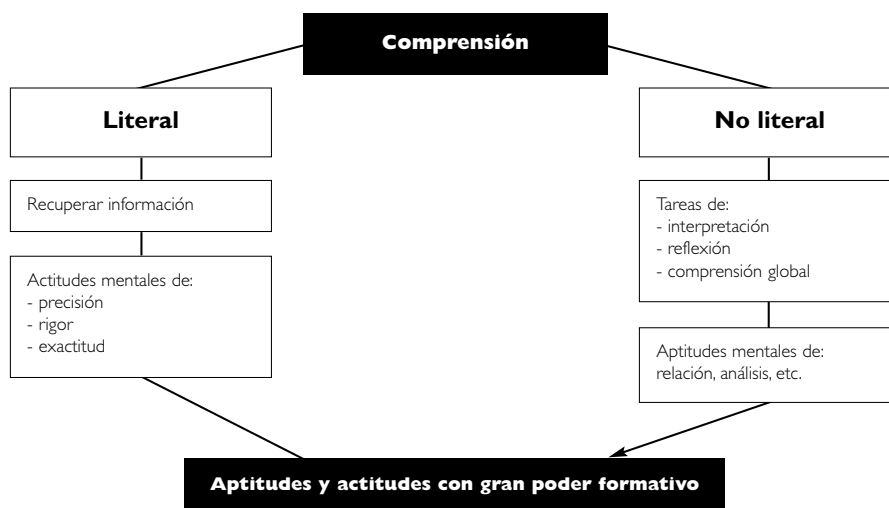 Comprensión
Literal
Recuperar información
Actitudes mentales de:
- precisión
- rigor
- exactitud
No literal
Tareas de:
- interpretación
- reflexión
- comprensión global
Aptitudes mentales de:
relación, análisis, etc.
Aptitudes y actitudes con gran poder formativo